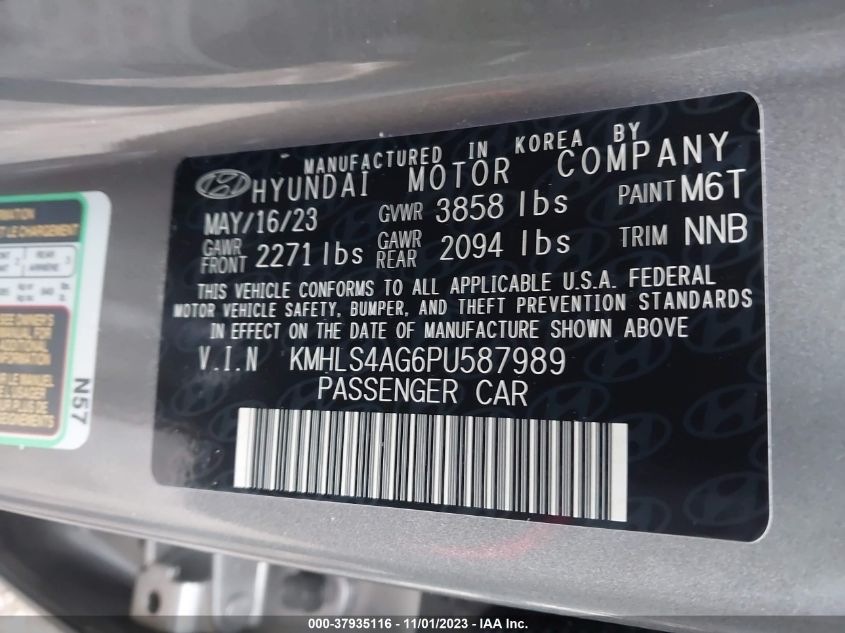 MANUFACTURED IN KOREA BY
HYUNDAI MOTOR COMPANY
MAY/16/23 GVWR 3858 lbs PAINT M6T
GAWR FRONT 2271 lbs GAWR REAR 2094 lbs TRIM NNB
THIS VEHICLE CONFORMS TO ALL APPLICABLE U.S.A. FEDERAL
MOTOR VEHICLE SAFETY, BUMPER, AND THEFT PREVENTION STANDARDS
IN EFFECT ON THE DATE OF MANUFACTURE SHOWN ABOVE
V.I.N KMHLS4AG6PU587989
PASSENGER CAR
LE CHARGEMENT
N57
000-37935116 - 11/01/2023 - IAAI Inc.